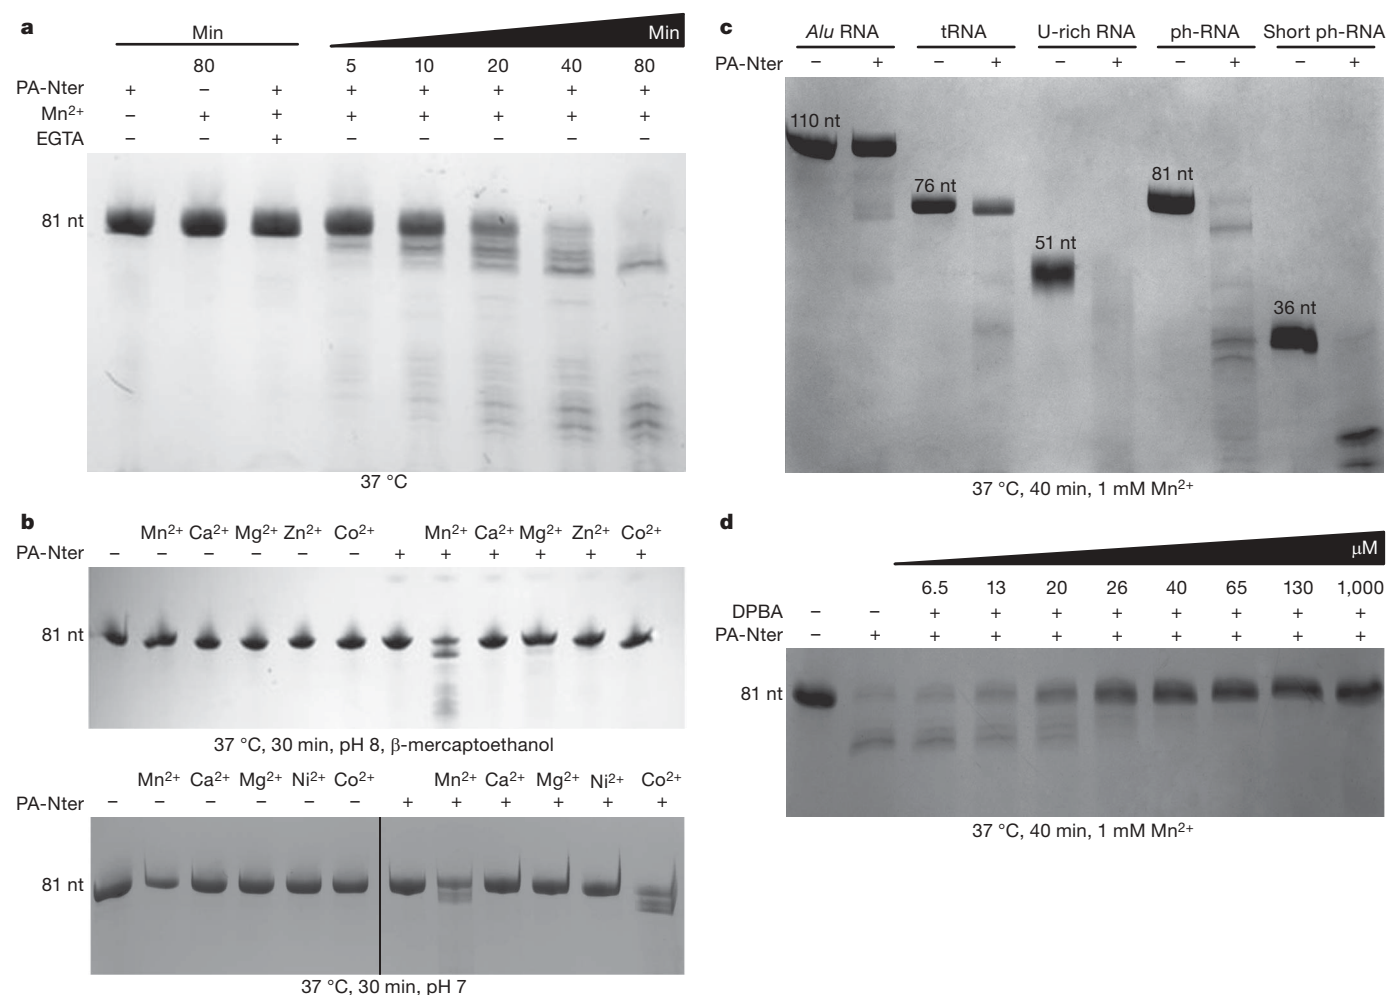 a
Min Min
80 5 10 20 40 80
PA-Nter + – + + + + + +
Mn²⁺ – + + + + + + +
EGTA – – + – – – – –
81 nt
37 °C
b
Mn²⁺ Ca²⁺ Mg²⁺ Zn²⁺ Co²⁺ Mn²⁺ Ca²⁺ Mg²⁺ Zn²⁺ Co²⁺
PA-Nter – – – – – – + + + + + +
81 nt
37 °C, 30 min, pH 8, β-mercaptoethanol
Mn²⁺ Ca²⁺ Mg²⁺ Ni²⁺ Co²⁺ Mn²⁺ Ca²⁺ Mg²⁺ Ni²⁺ Co²⁺
PA-Nter – – – – – – + + + + + +
81 nt
37 °C, 30 min, pH 7
c
Alu RNA tRNA U-rich RNA ph-RNA Short ph-RNA
PA-Nter – + – + – + – + – +
110 nt
76 nt
51 nt
81 nt
36 nt
37 °C, 40 min, 1 mM Mn²⁺
d
μM
6.5 13 20 26 40 65 130 1,000
DPBA – – + + + + + + + +
PA-Nter – + + + + + + + + +
81 nt
37 °C, 40 min, 1 mM Mn²⁺